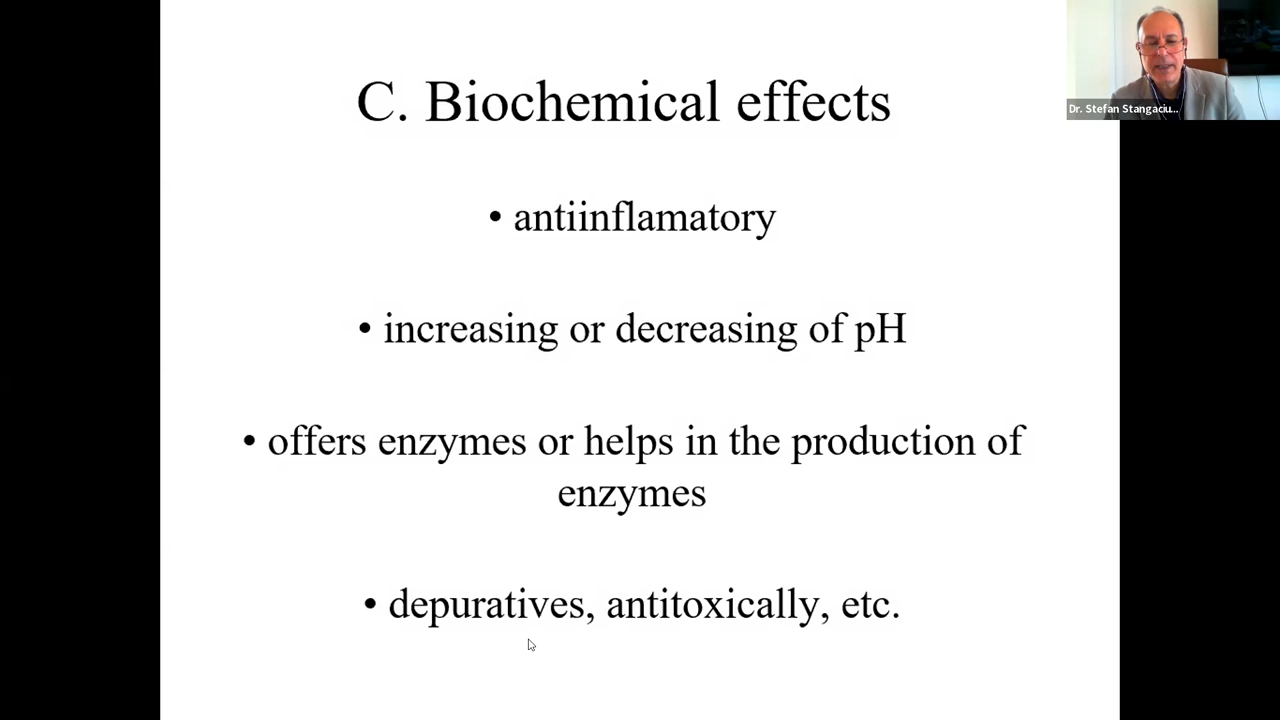 C. Biochemical effects
Dr. Stefan Stangaciu...
• antiinflamatory
• increasing or decreasing of pH
• offers enzymes or helps in the production of
enzymes
• depuratives, antitoxically, etc.